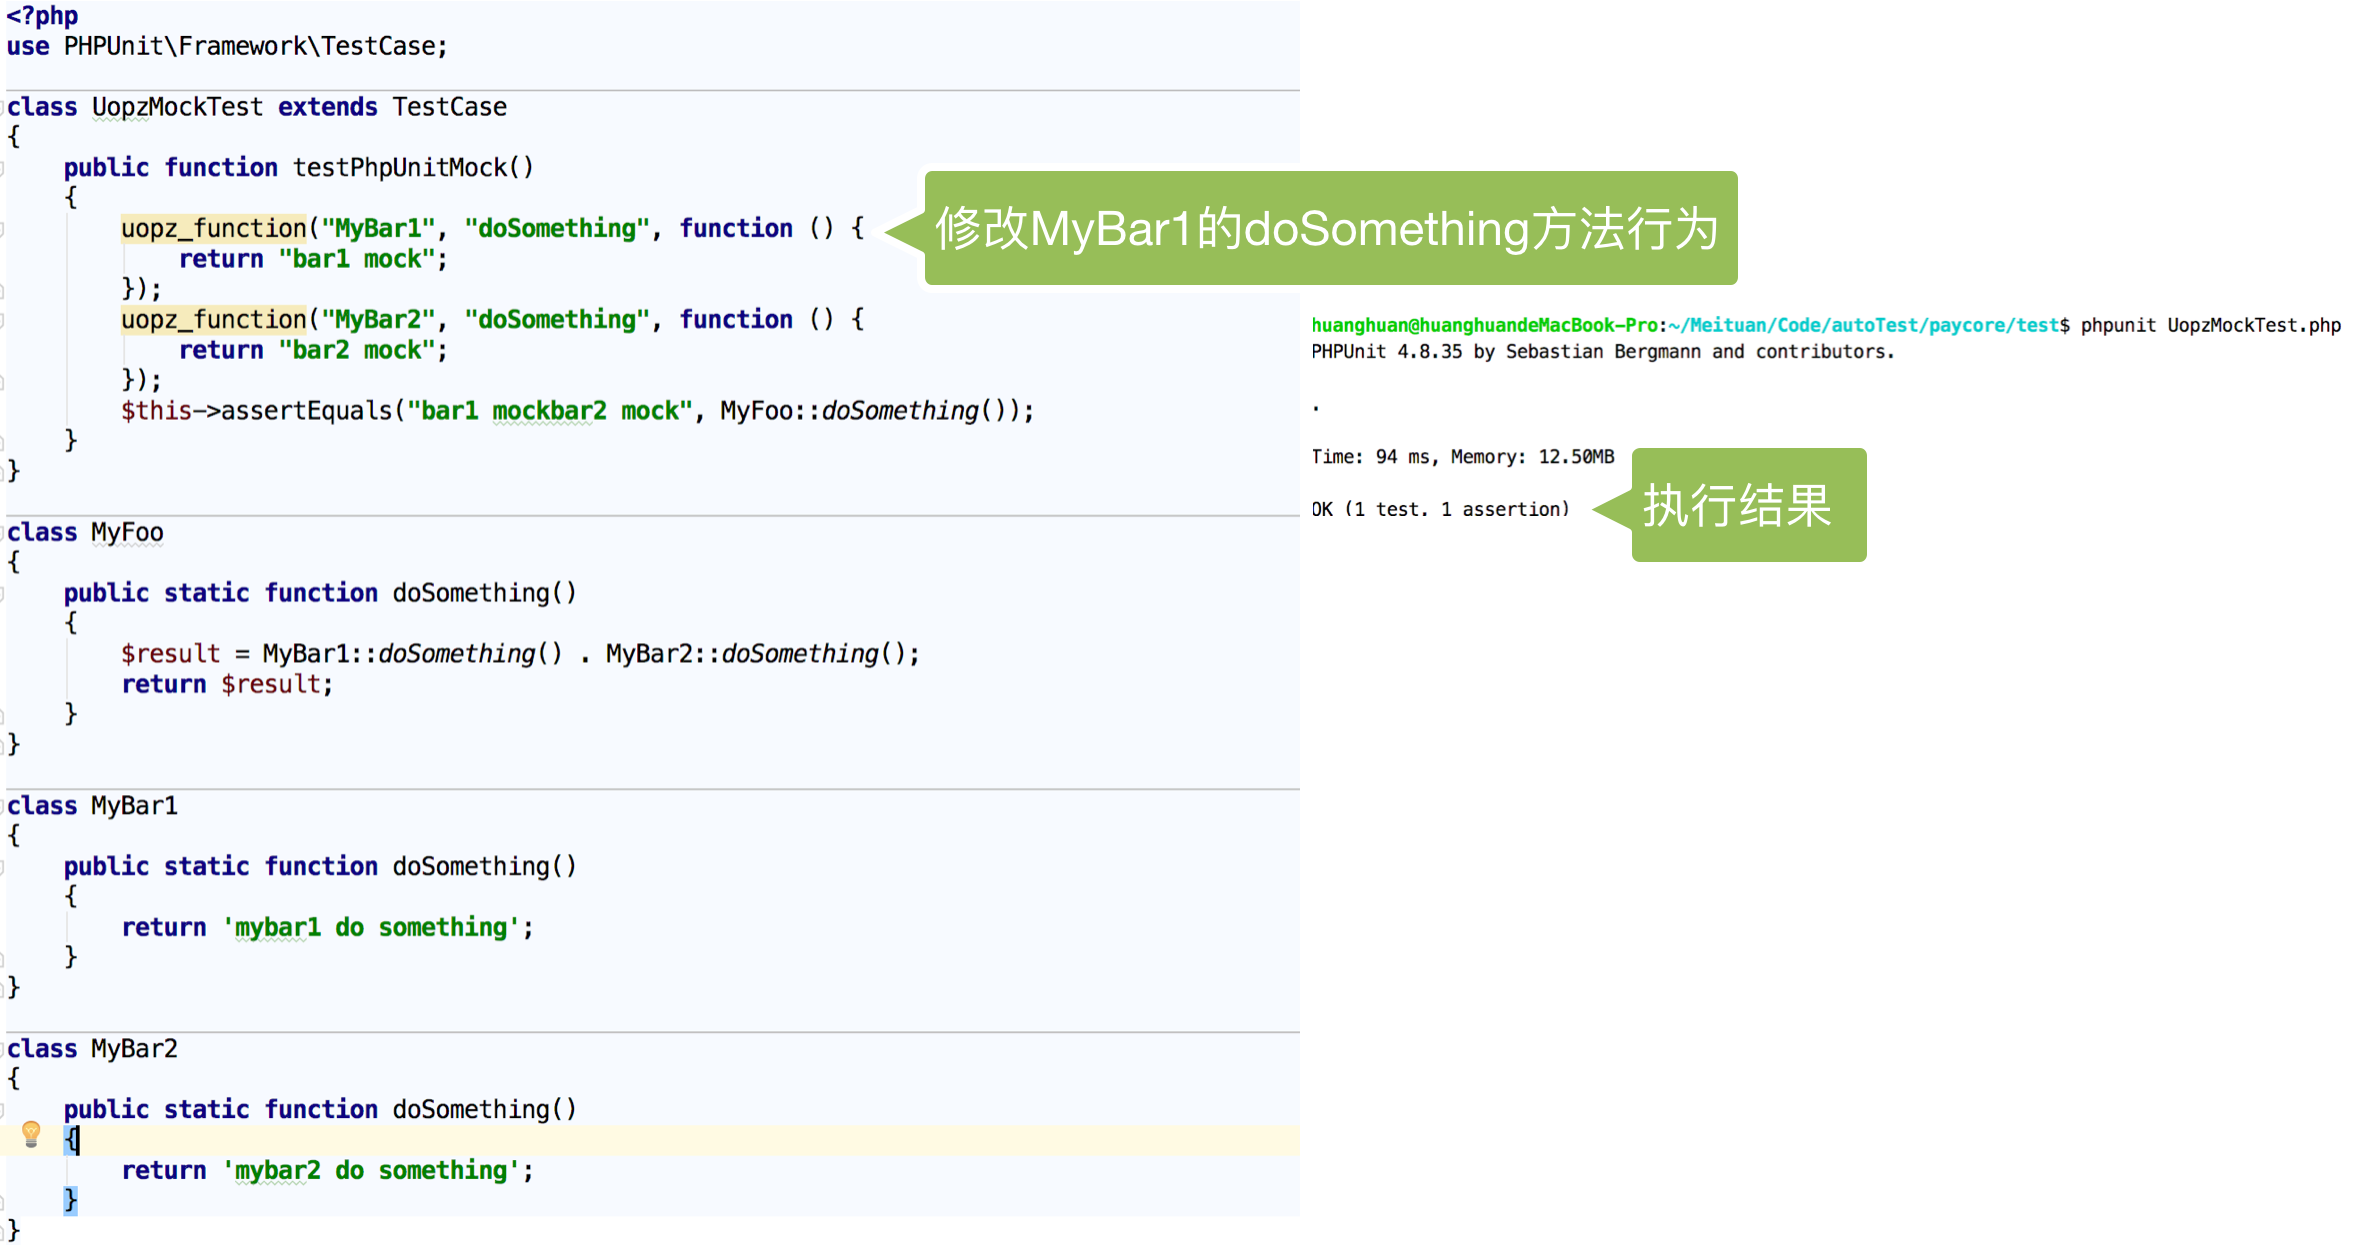 <?php
use PHPUnit\Framework\TestCase;
class UopzMockTest extends TestCase
{
    public function testPhpUnitMock()
    {
        uopz_function("MyBar1", "doSomething", function () {
            return "bar1 mock";
        });
        uopz_function("MyBar2", "doSomething", function () {
            return "bar2 mock";
        });
        $this->assertEquals("bar1 mockbar2 mock", MyFoo::doSomething());
    }
}
class MyFoo
{
    public static function doSomething()
    {
        $result = MyBar1::doSomething() . MyBar2::doSomething();
        return $result;
    }
}
class MyBar1
{
    public static function doSomething()
    {
        return 'mybar1 do something';
    }
}
class MyBar2
{
    public static function doSomething()
    {
        return 'mybar2 do something';
    }
}
修改MyBar1的doSomething方法行为
huanghuan@huanghuandeMacBook-Pro:~/Meituan/Code/autoTest/paycore/test$ phpunit UopzMockTest.php
PHPUnit 4.8.35 by Sebastian Bergmann and contributors.
.
Time: 94 ms, Memory: 12.50MB
OK (1 test. 1 assertion)
执行结果